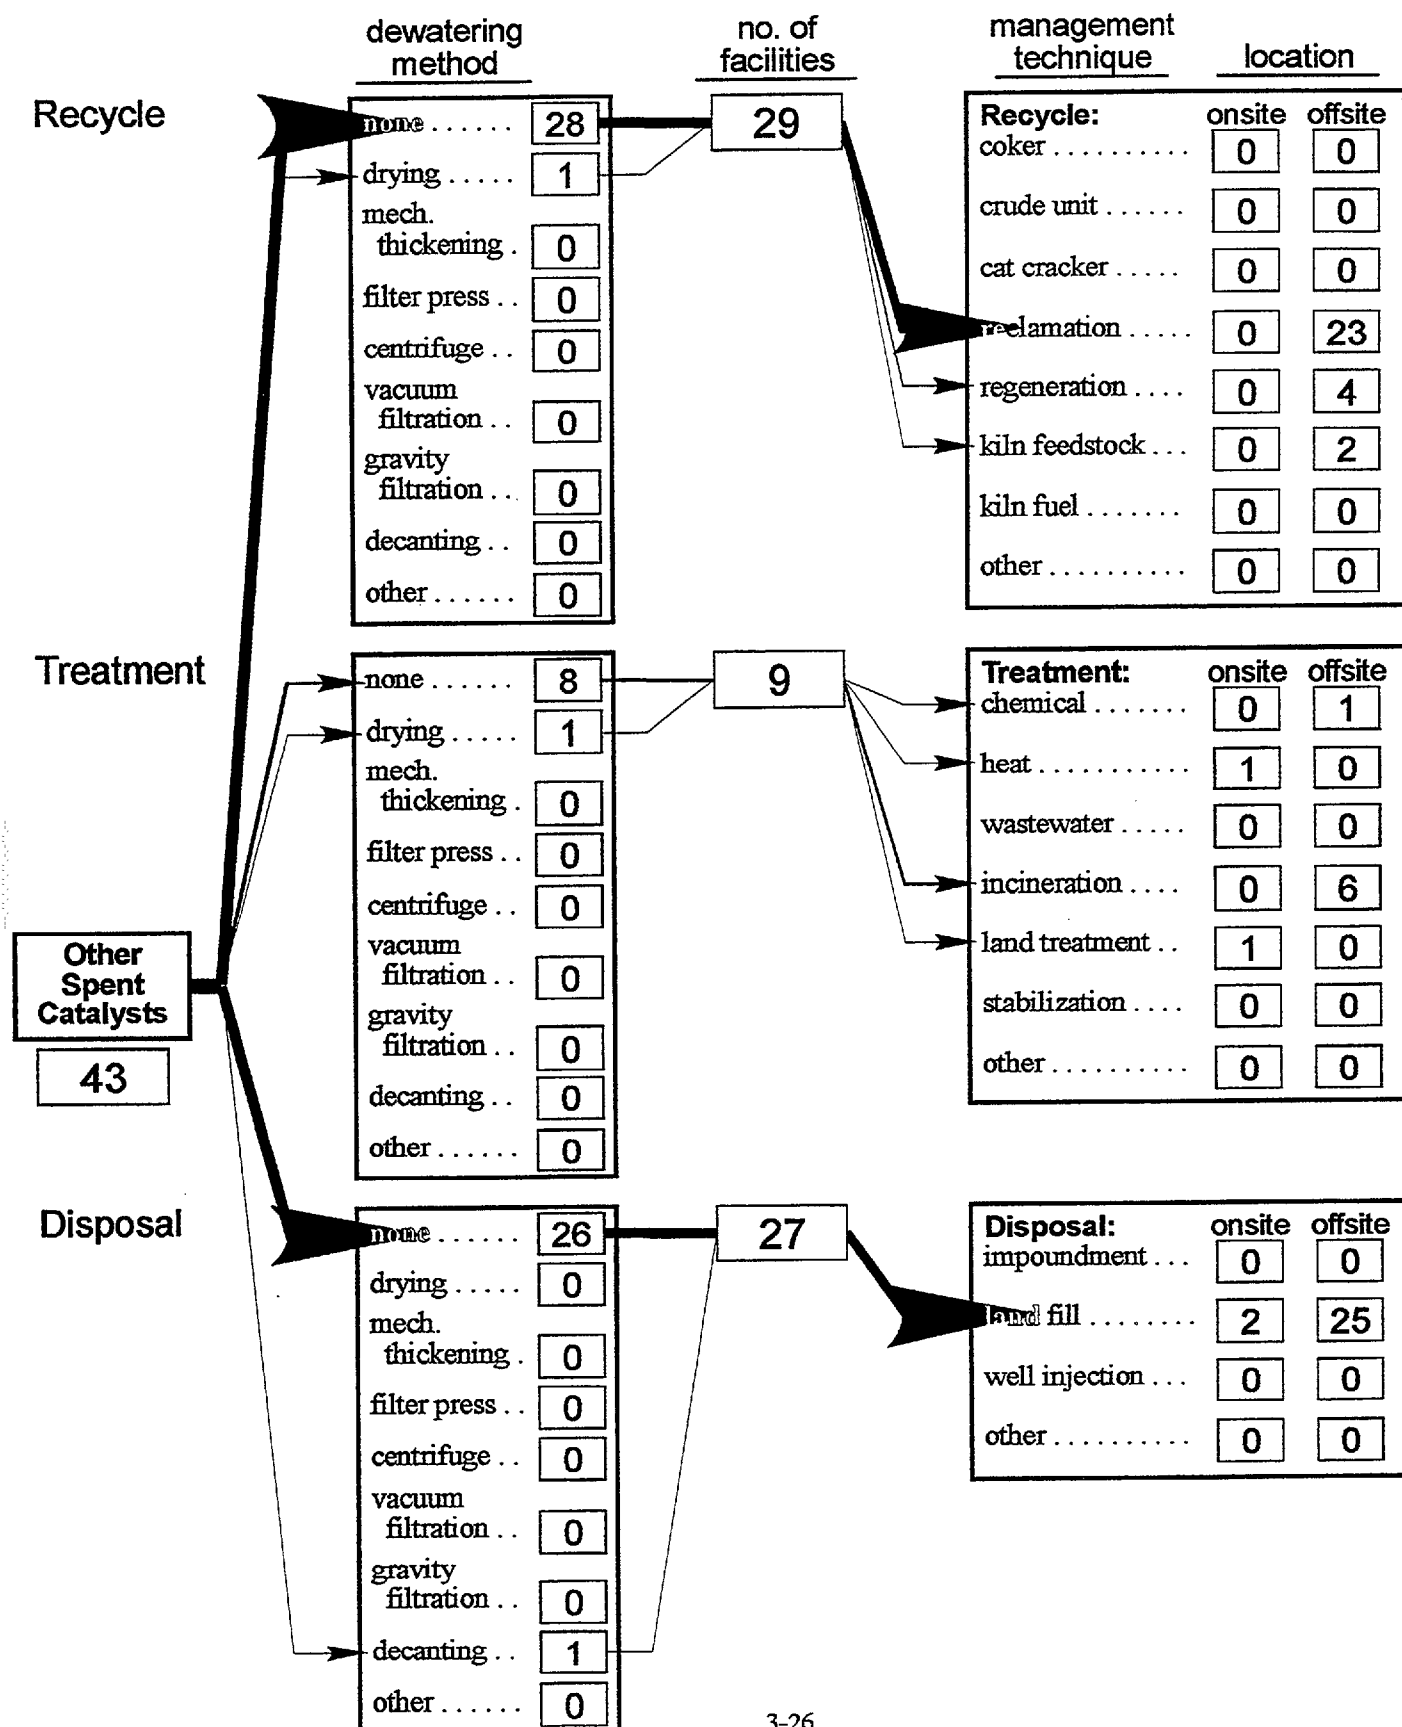 dewatering method
no. of facilities
management technique
location
Recycle
none ...... 28
drying ..... 1
mech.
thickening . 0
filter press .. 0
centrifuge .. 0
vacuum
filtration .. 0
gravity
filtration .. 0
decanting .. 0
other ...... 0
29
Recycle: onsite offsite
coker .......... 0 0
crude unit ...... 0 0
cat cracker ..... 0 0
reclamation ..... 0 23
regeneration .... 0 4
kiln feedstock ... 0 2
kiln fuel ....... 0 0
other .......... 0 0
Treatment
none ...... 8
drying ..... 1
mech.
thickening . 0
filter press .. 0
centrifuge .. 0
vacuum
filtration .. 0
gravity
filtration .. 0
decanting .. 0
other ...... 0
9
Treatment: onsite offsite
chemical ....... 0 1
heat ........... 1 0
wastewater ..... 0 0
incineration .... 0 6
land treatment .. 1 0
stabilization .... 0 0
other .......... 0 0
Other
Spent
Catalysts
43
Disposal
none ...... 26
drying ..... 0
mech.
thickening . 0
filter press .. 0
centrifuge .. 0
vacuum
filtration .. 0
gravity
filtration .. 0
decanting .. 1
other ...... 0
27
Disposal: onsite offsite
impoundment ... 0 0
land fill ........ 2 25
well injection ... 0 0
other .......... 0 0
3-26